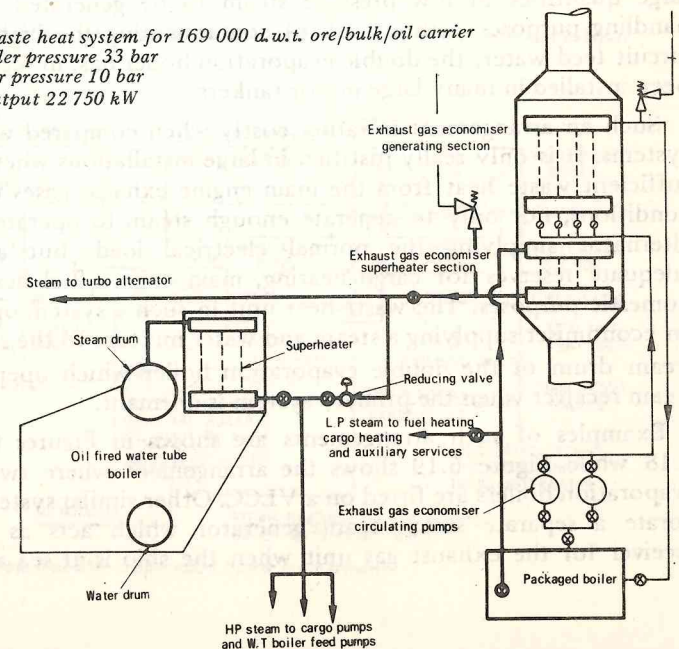 aste heat system for 169 000 d.w.t. ore/bulk/oil carrier
ler pressure 33 bar
r pressure 10 bar
tput 22 750 kW
Exhaust gas economiser
generating section
Exhaust gas economiser
superheater section
Steam to turbo alternator
Steam drum
Superheater
Reducing valve
L.P steam to fuel heating
cargo heating
and auxiliary services
Oil fired water tube
boiler
Exhaust gas economiser
circulating pumps
Packaged boiler
Water drum
HP steam to cargo pumps
and W.T boiler feed pumps